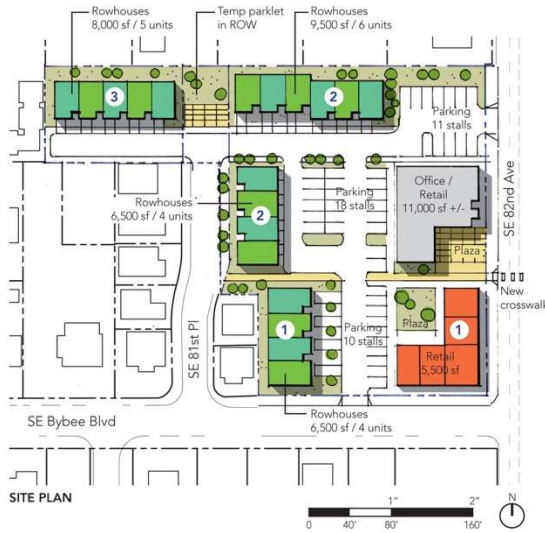 Rowhouses
8,000 sf / 5 units
Temp parklet
in ROW
Rowhouses
9,500 sf / 6 units
3
2
Parking
11 stalls
SE 82nd Ave
Rowhouses
6,500 sf / 4 units
2
Parking
18 stalls
Office /
Retail
11,000 sf +/-
Plaza
New
crosswalk
1
Parking
10 stalls
Plaza
1
Retail
5,500 sf
SE 81st Pl
Rowhouses
6,500 sf / 4 units
SE Bybee Blvd
SITE PLAN
1"
2"
0
40'
80'
160'
N